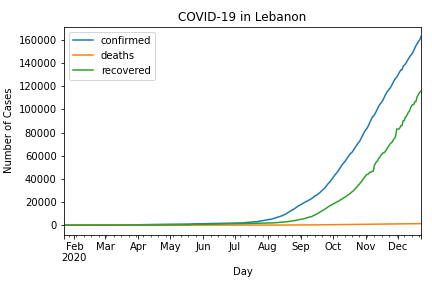 COVID-19 in Lebanon
confirmed
deaths
recovered
160000
140000
120000
100000
80000
60000
40000
20000
0
Number of Cases
Feb Mar Apr May Jun Jul Aug Sep Oct Nov Dec
2020
Day